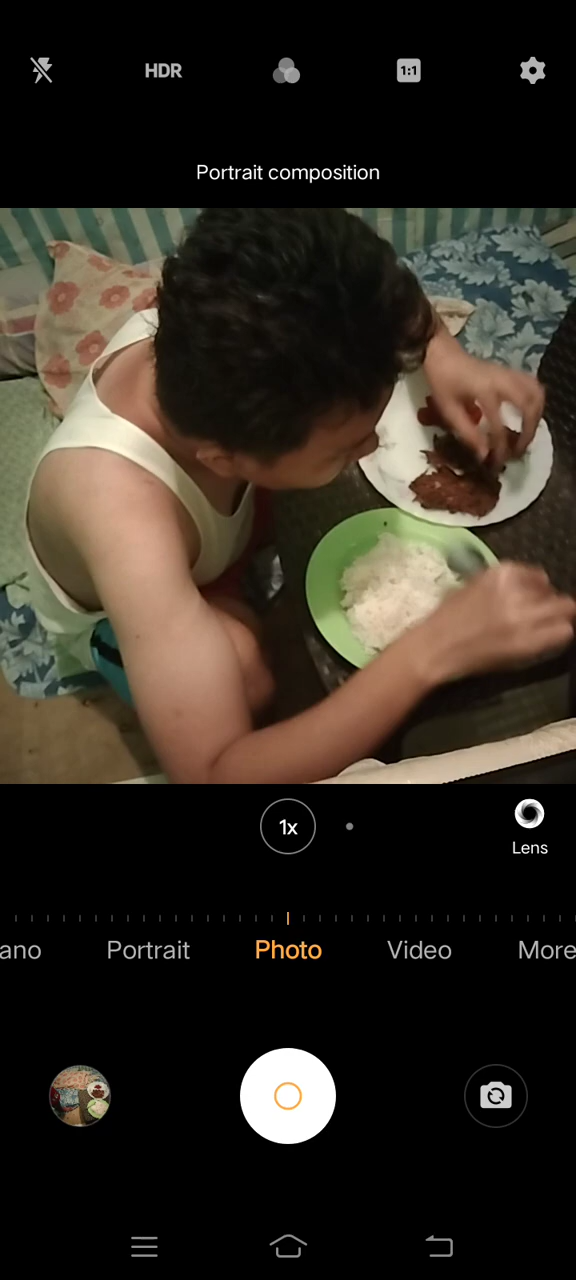 HDR
1:1
Portrait composition
1x
Lens
ano
Portrait
Photo
Video
More